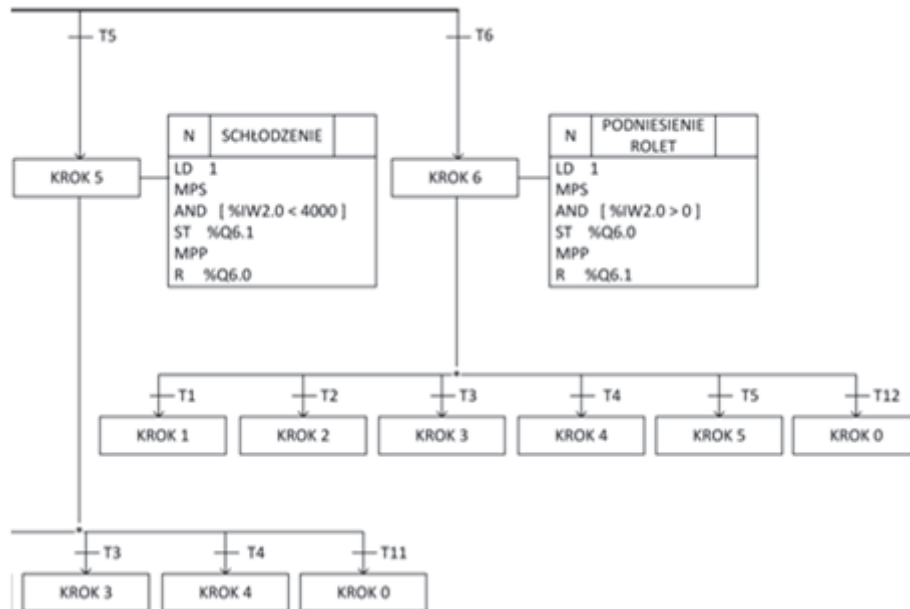 T5
T6
N SCHŁODZENIE
LD 1
MPS
AND [ %IW2.0 < 4000 ]
ST %Q6.1
MPP
R %Q6.0
KROK 5
N PODNIESIENIE
ROLET
LD 1
MPS
AND [ %IW2.0 > 0 ]
ST %Q6.0
MPP
R %Q6.1
KROK 6
T1
T2
T3
T4
T5
T12
KROK 1
KROK 2
KROK 3
KROK 4
KROK 5
KROK 0
T3
T4
T11
KROK 3
KROK 4
KROK 0